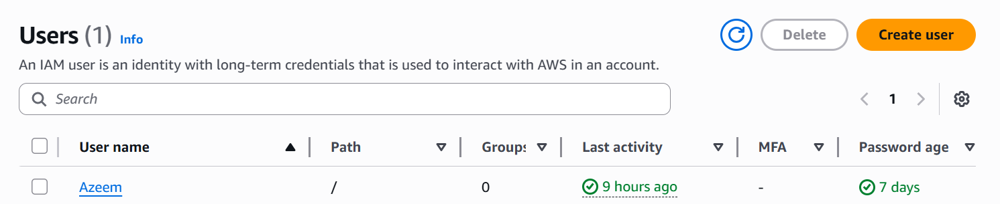 Users (1) Info
Delete
Create user
An IAM user is an identity with long-term credentials that is used to interact with AWS in an account.
Search
1
User name Path Groups Last activity MFA Password age
Azeem / 0 9 hours ago - 7 days